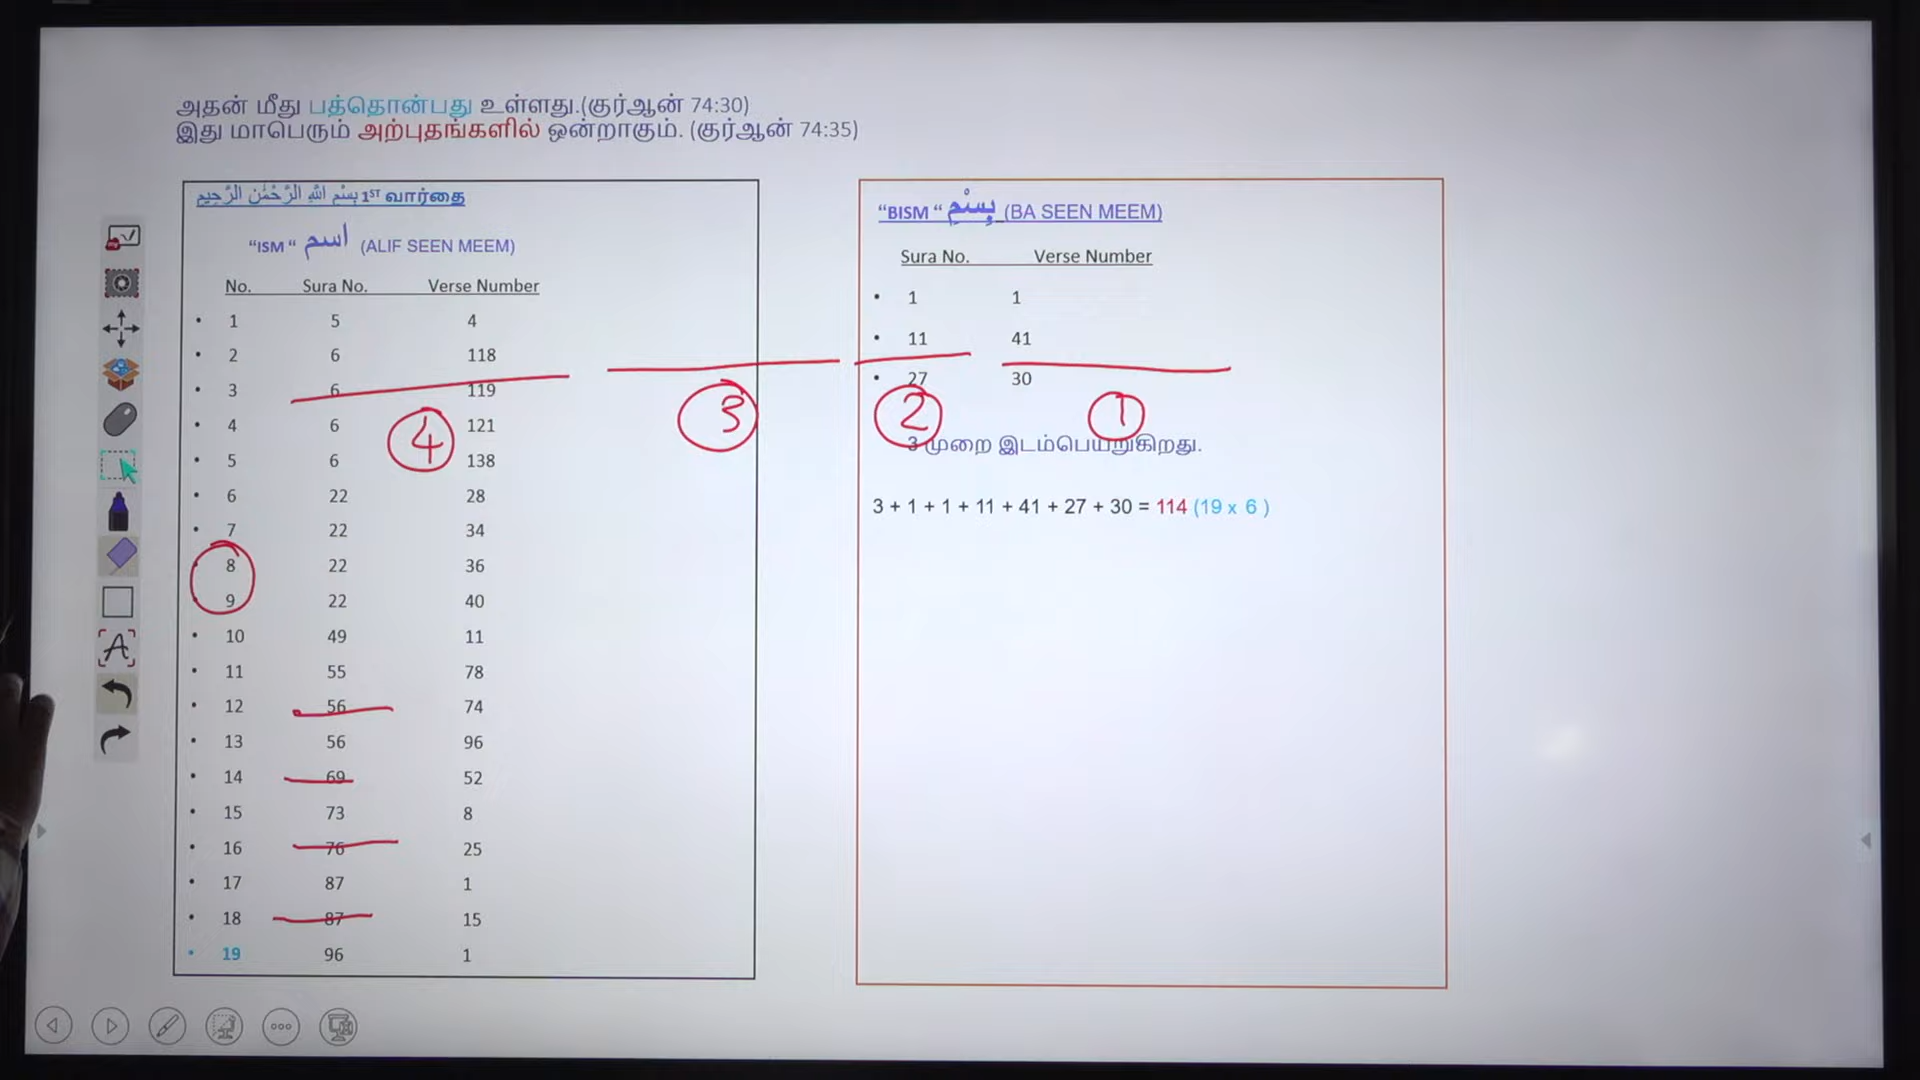 அதன் மீது பத்தொன்பது உள்ளது.(குர்ஆன் 74:30)
இது மாபெரும் அற்புதங்களில் ஒன்றாகும். (குர்ஆன் 74:35)
بِسْمِ اللَّهِ الرَّحْمَٰنِ الرَّحِيمِ 1ST வார்தை
“ISM “ اسم (ALIF SEEN MEEM)
No. Sura No. Verse Number
• 1 5 4
• 2 6 118
• 3 6 119
• 4 6 121
• 5 6 138
• 6 22 28
• 7 22 34
• 8 22 36
• 9 22 40
• 10 49 11
• 11 55 78
• 12 56 74
• 13 56 96
• 14 69 52
• 15 73 8
• 16 76 25
• 17 87 1
• 18 87 15
• 19 96 1
“BISM “ بِسْمِ (BA SEEN MEEM)
Sura No. Verse Number
• 1 1
• 11 41
• 27 30
3 முறை இடம்பெயறுகிறது.
3 + 1 + 1 + 11 + 41 + 27 + 30 = 114 (19 x 6 )
4 3 2 1